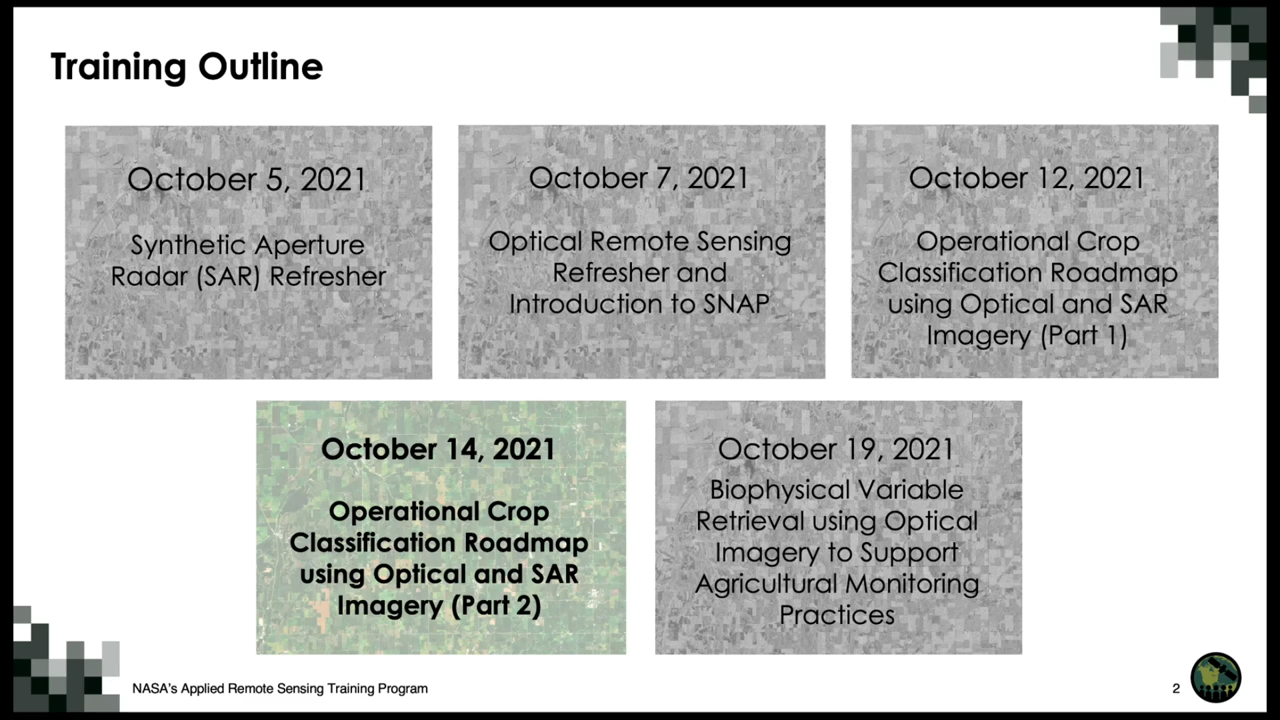 Training Outline
October 5, 2021
Synthetic Aperture
Radar (SAR) Refresher
October 7, 2021
Optical Remote Sensing
Refresher and
Introduction to SNAP
October 12, 2021
Operational Crop
Classification Roadmap
using Optical and SAR
Imagery (Part 1)
October 14, 2021
Operational Crop
Classification Roadmap
using Optical and SAR
Imagery (Part 2)
October 19, 2021
Biophysical Variable
Retrieval using Optical
Imagery to Support
Agricultural Monitoring
Practices
NASA's Applied Remote Sensing Training Program
2